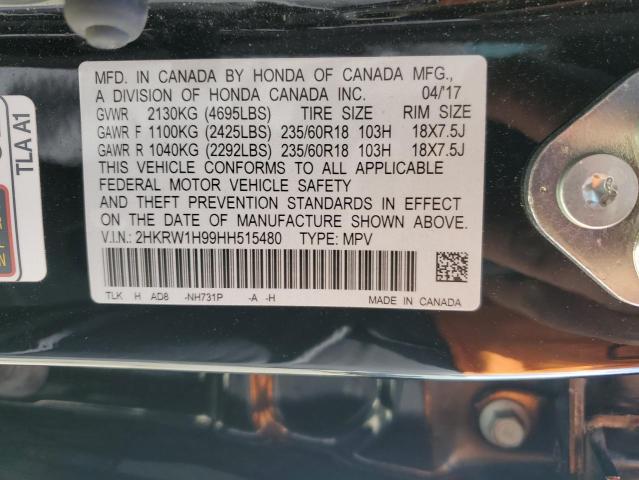 MFD. IN CANADA BY HONDA OF CANADA MFG.,
A DIVISION OF HONDA CANADA INC. 04/'17
GVWR 2130KG (4695LBS) TIRE SIZE RIM SIZE
GAWR F 1100KG (2425LBS) 235/60R18 103H 18X7.5J
GAWR R 1040KG (2292LBS) 235/60R18 103H 18X7.5J
THIS VEHICLE CONFORMS TO ALL APPLICABLE
FEDERAL MOTOR VEHICLE SAFETY
AND THEFT PREVENTION STANDARDS IN EFFECT
ON THE DATE OF MANUFACTURE SHOWN ABOVE.
V.I.N.: 2HKRW1H99HH515480 TYPE: MPV
TLK H AD8 -NH731P -A -H
MADE IN CANADA
TLA A1